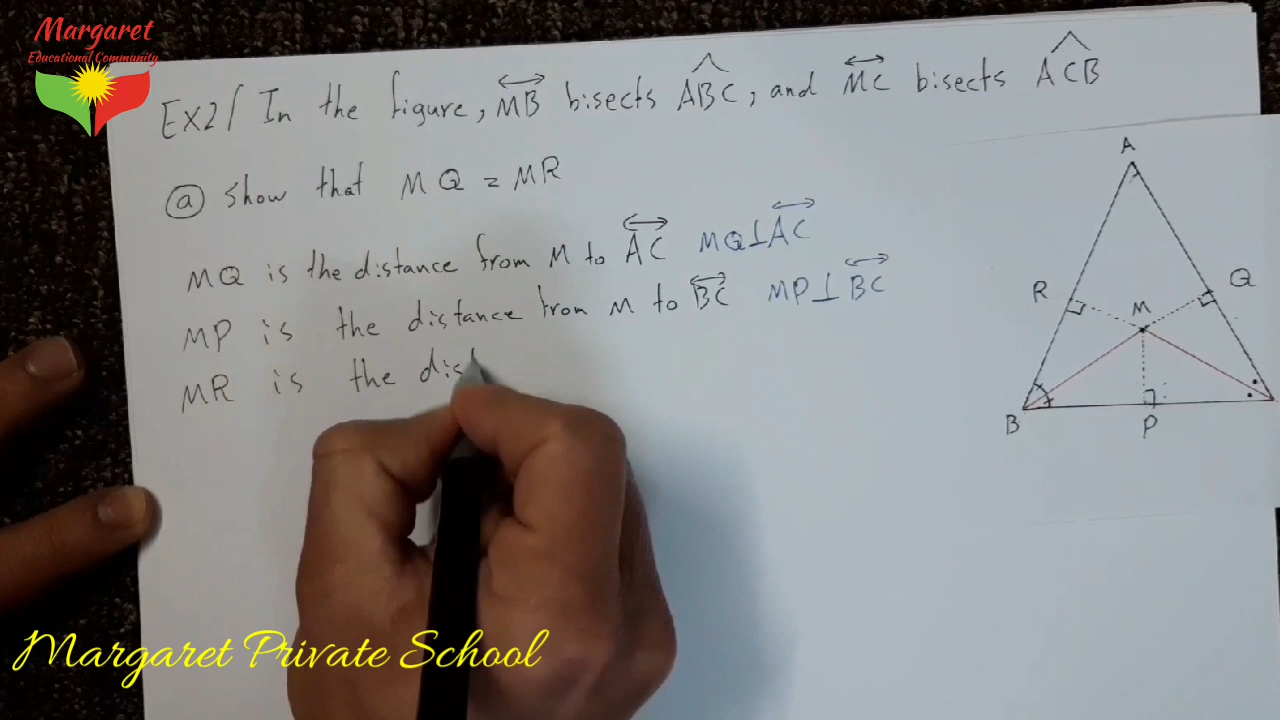 Margaret
Educational Community
Ex2/ In the figure, MB bisects ABC, and MC bisects ACB
a show that MQ = MR
MQ is the distance from M to AC MQ⊥AC
MP is the distance from M to BC MP⊥BC
MR is the dis
A
R
Q
M
B
P
Margaret Private School